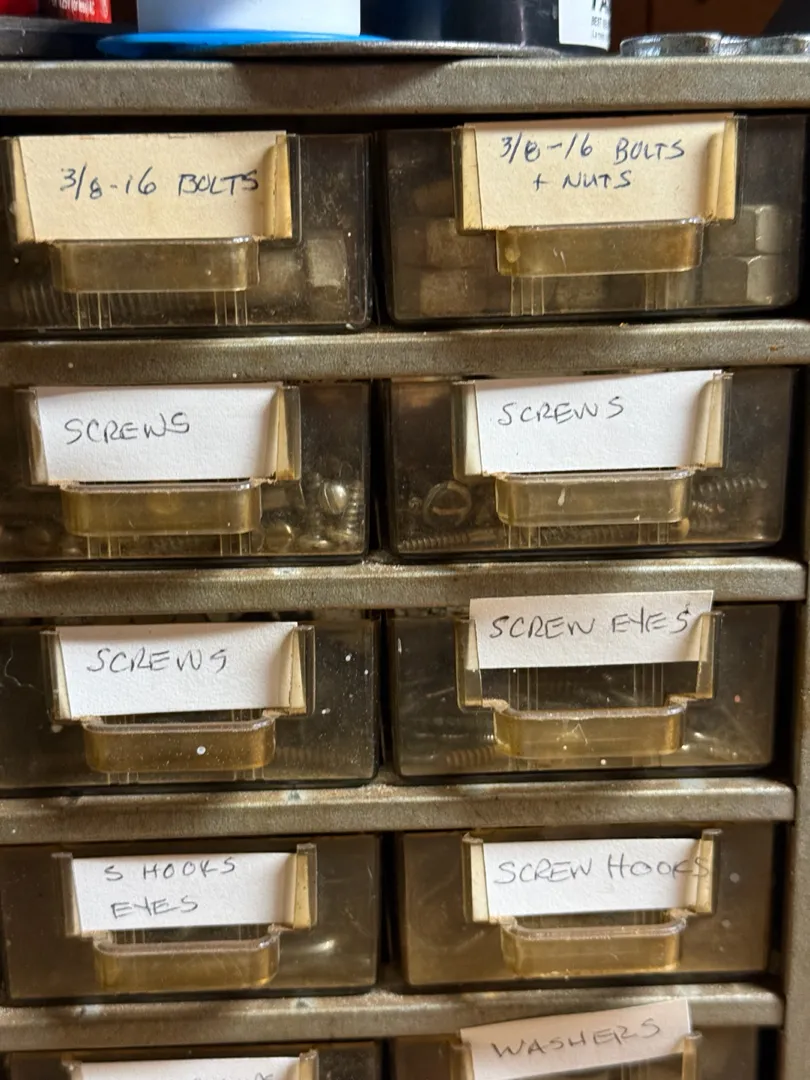 3/8-16 BOLTS
3/8-16 BOLTS
+ NUTS
SCREWS
SCREWS
SCREWS
SCREW EYES
S HOOKS
EYES
SCREW HOOKS
WASHERS